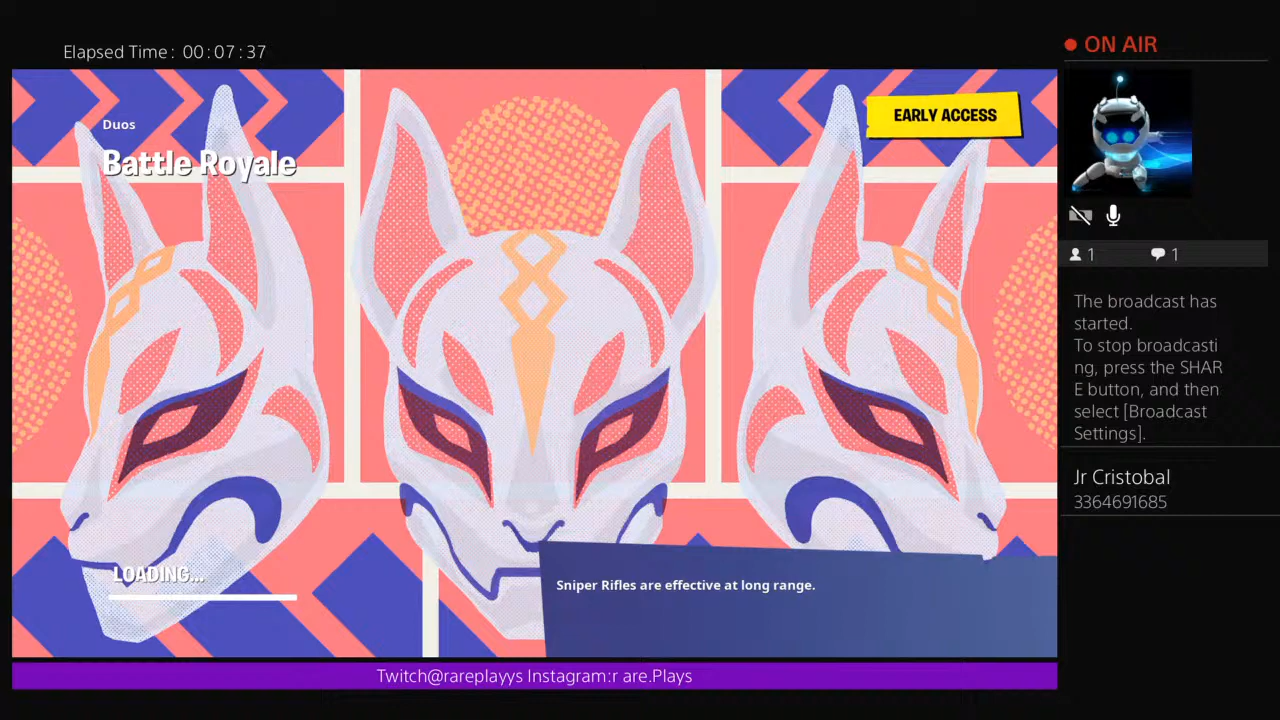 Elapsed Time: 00:07:37
ON AIR
Duos
Battle Royale
EARLY ACCESS
1
1
The broadcast has
started.
To stop broadcasti
ng, press the SHAR
E button, and then
select [Broadcast
Settings].
Jr Cristobal
3364691685
LOADING...
Sniper Rifles are effective at long range.
Twitch@rareplayys Instagram:r are.Plays